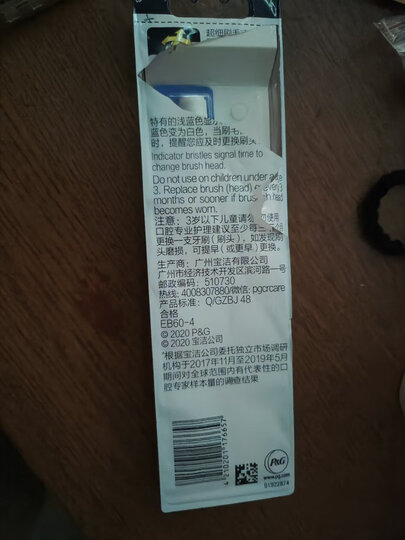 超细刷毛
特有的浅蓝色
蓝色变为白色，当刷毛
时，提醒您应及时更换刷头
Indicator bristles signal time to
change brush head.
Do not use on children under age
3. Replace brush (head) every 3
months or sooner if brush head
becomes worn.
注意：3岁以下儿童请勿使用
口腔专业护理建议至少每三
更换一支牙刷（刷头），如发现刷
头磨损，可提早（或更早）更换。
生产商：广州宝洁有限公司
广州市经济技术开发区滨河路一号
邮政编码：510730
热线：4008307880/微信：pgcrcare
产品标准：Q/GZBJ 48
合格
EB60-4
© 2020 P&G
© 2020 宝洁公司
*根据宝洁公司委托独立市场调研
机构于2017年11月至2019年5月
期间对全球范围内有代表性的口
腔专家样本量的调查结果
4 210201 176657
P&G
www.pg.com
91922874